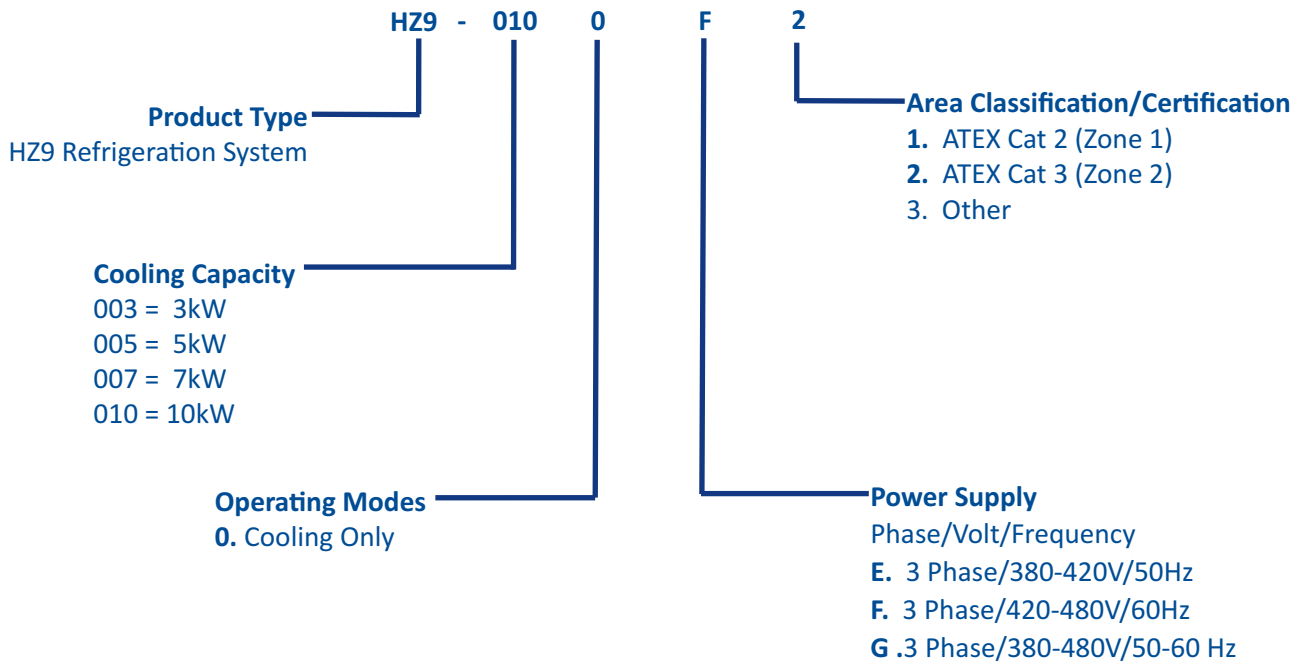 HZ9 - 010 0 F 2
Product Type
HZ9 Refrigeration System
Area Classification/Certification
1. ATEX Cat 2 (Zone 1)
2. ATEX Cat 3 (Zone 2)
3. Other
Cooling Capacity
003 = 3kW
005 = 5kW
007 = 7kW
010 = 10kW
Operating Modes
0. Cooling Only
Power Supply
Phase/Volt/Frequency
E. 3 Phase/380-420V/50Hz
F. 3 Phase/420-480V/60Hz
G .3 Phase/380-480V/50-60 Hz